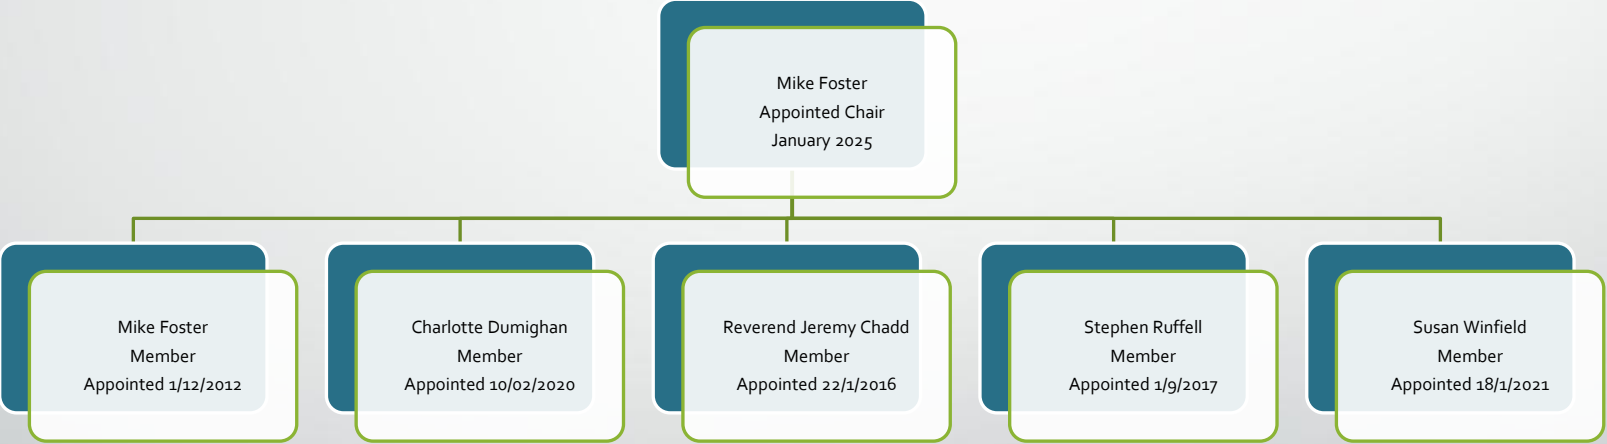 Mike Foster
Appointed Chair
January 2025
Mike Foster
Member
Appointed 1/12/2012
Charlotte Dumighan
Member
Appointed 10/02/2020
Reverend Jeremy Chadd
Member
Appointed 22/1/2016
Stephen Ruffell
Member
Appointed 1/9/2017
Susan Winfield
Member
Appointed 18/1/2021